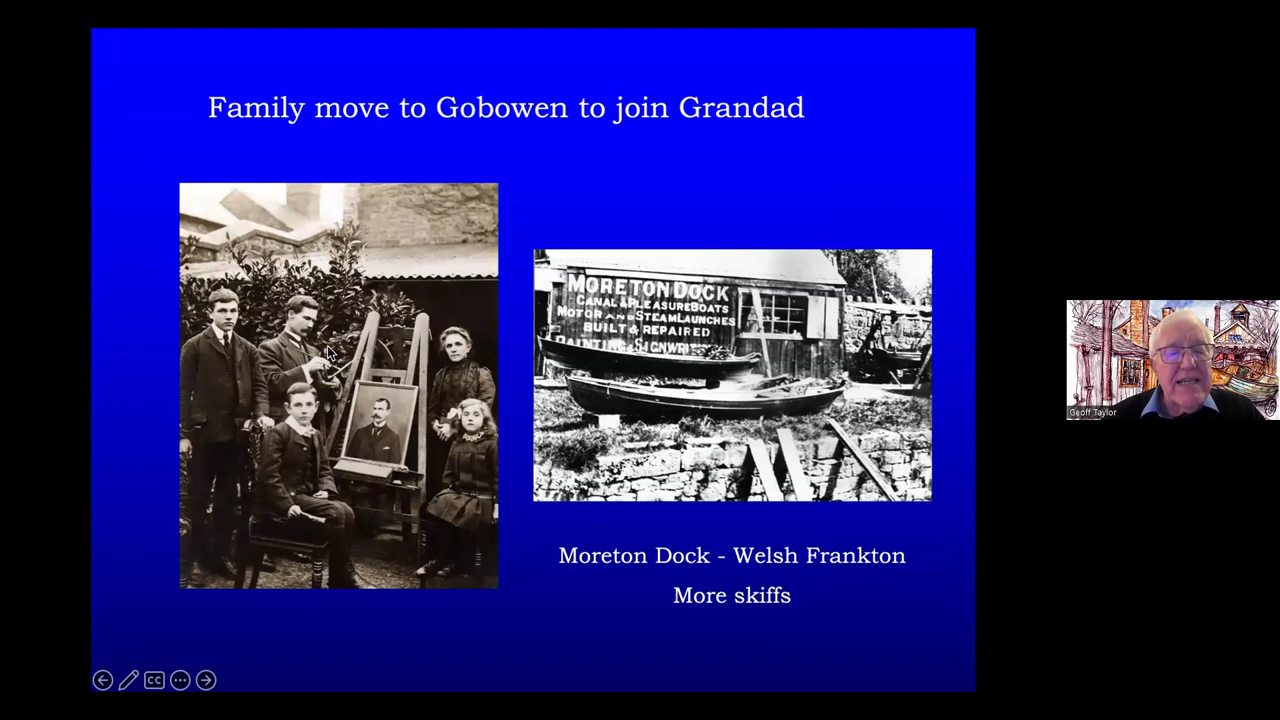 Family move to Gobowen to join Grandad
MORETON DOCK
CANAL & PLEASURE BOATS
MOTOR AND STEAM LAUNCHES
BUILT & REPAIRED
PAINTING & SIGNWRI
Moreton Dock - Welsh Frankton
More skiffs
CC
Geoff Taylor